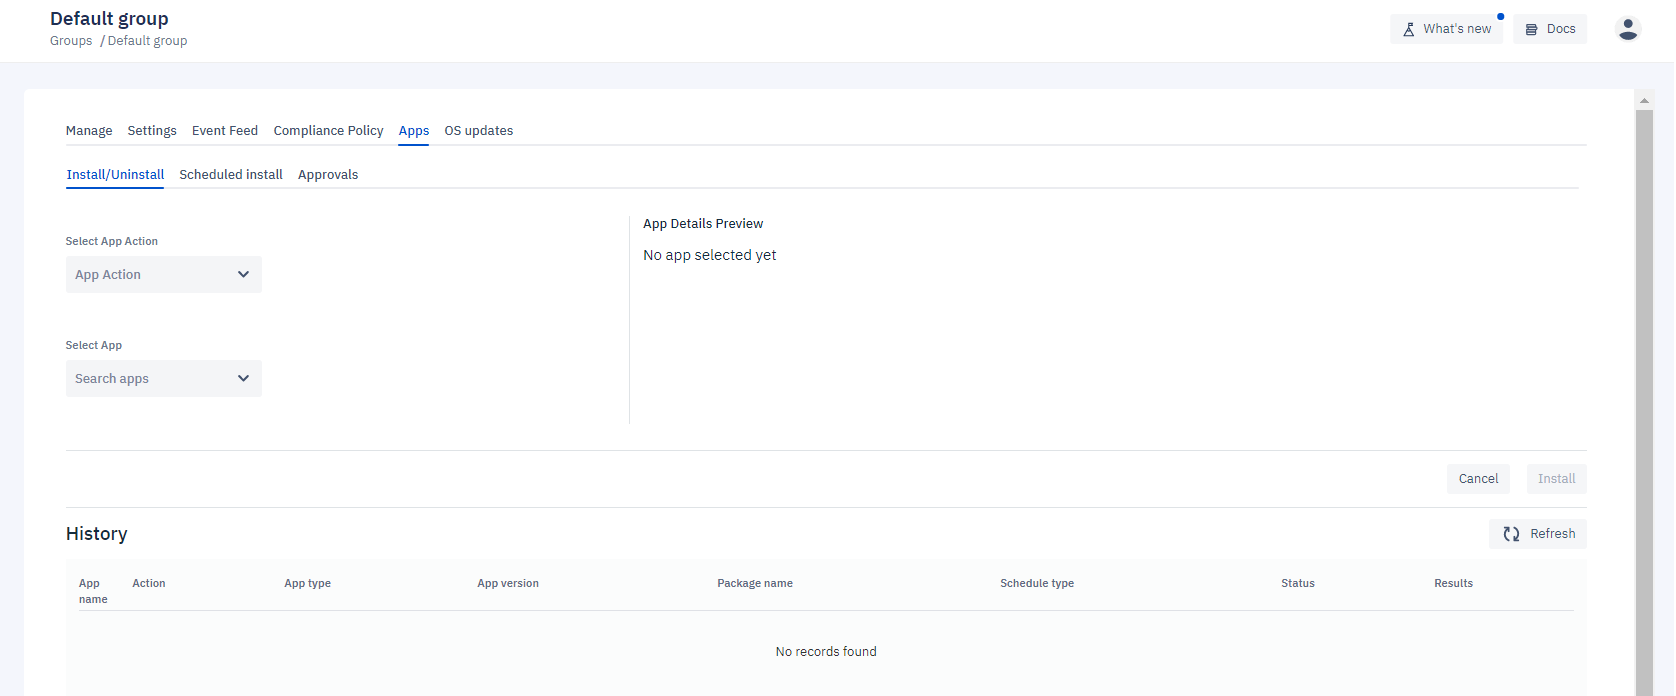 Default group
Groups / Default group
What's new
Docs
Manage Settings Event Feed Compliance Policy Apps OS updates
Install/Uninstall Scheduled install Approvals
Select App Action
App Action
Select App
Search apps
App Details Preview
No app selected yet
Cancel Install
History
Refresh
App name Action App type App version Package name Schedule type Status Results
No records found